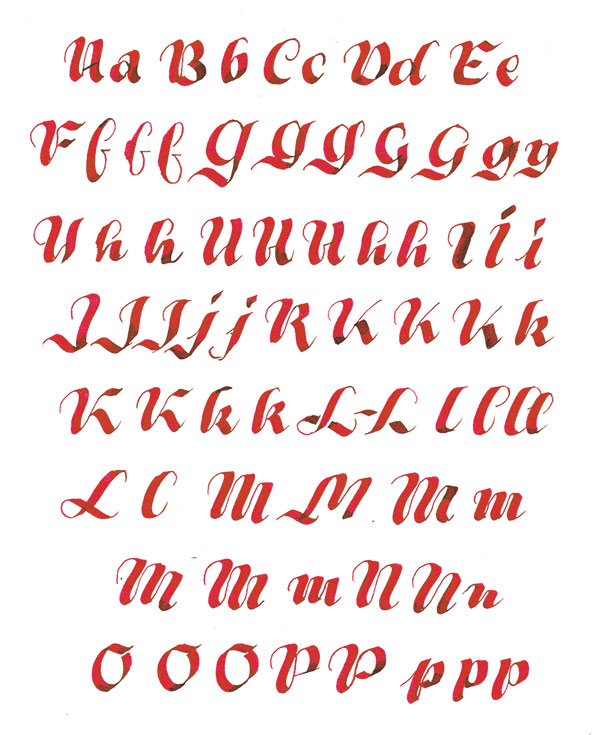 Aa Bb Cc Dd Ee
F f f f G G G G G g y
H h h H H H h h I Í i
J J J j j K K K K k
K K k k L-L l l l l
L C M M M m
M M m N N n
O O O P P p p p